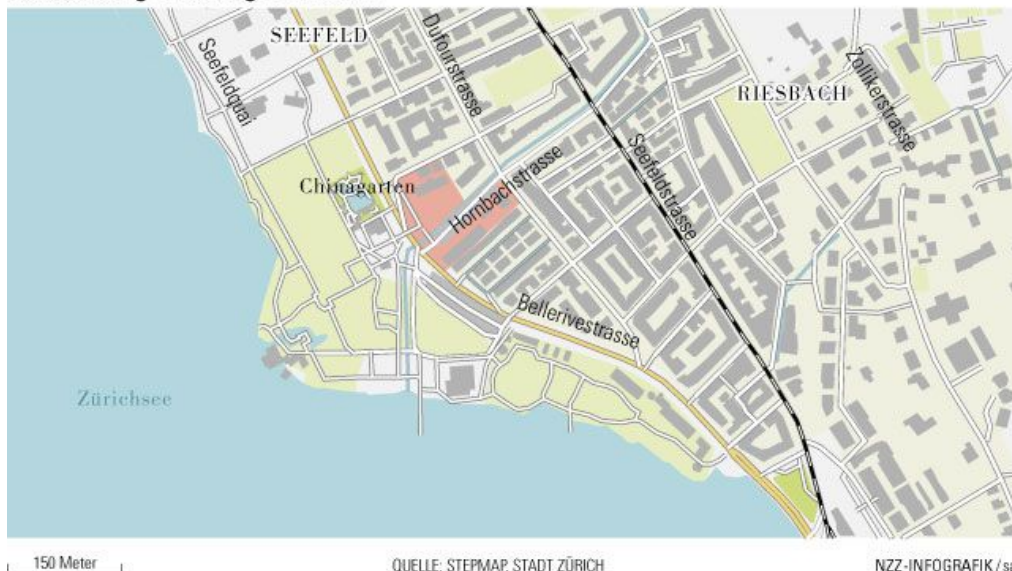 SEEFELD
Seefeldquai
Dufourstrasse
Zollikerstrasse
RIESBACH
Chinagarten
Hornbachstrasse
Seefeldstrasse
Bellerivestrasse
Zürichsee
150 Meter
QUELLE: STEPMAP, STADT ZÜRICH
NZZ-INFOGRAFIK /